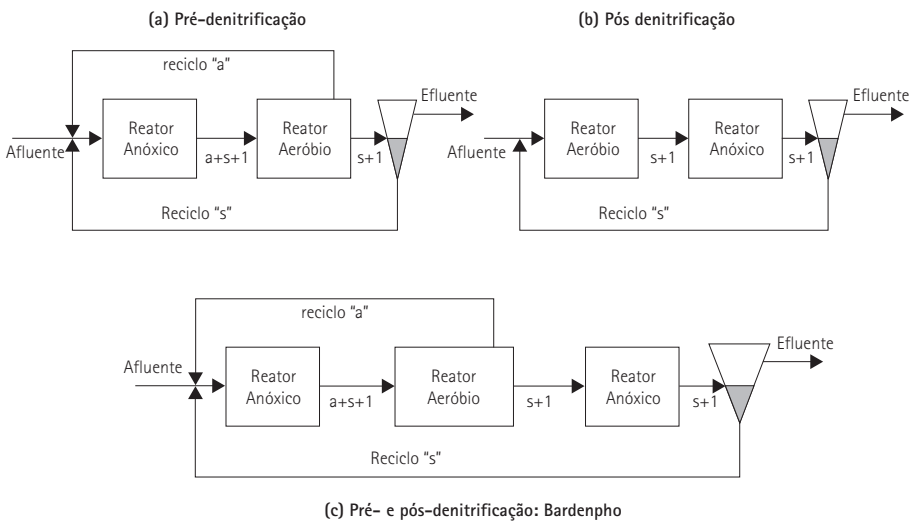 (a) Pré-denitrificação
reciclo “a”
Afluente
Reator
Anóxico
a+s+1
Reator
Aeróbio
s+1
Efluente
Reciclo “s”
(b) Pós denitrificação
Afluente
Reator
Aeróbio
s+1
Reator
Anóxico
s+1
Efluente
Reciclo “s”
reciclo “a”
Afluente
Reator
Anóxico
a+s+1
Reator
Aeróbio
s+1
Reator
Anóxico
s+1
Efluente
Reciclo “s”
(c) Pré- e pós-denitrificação: Bardenpho